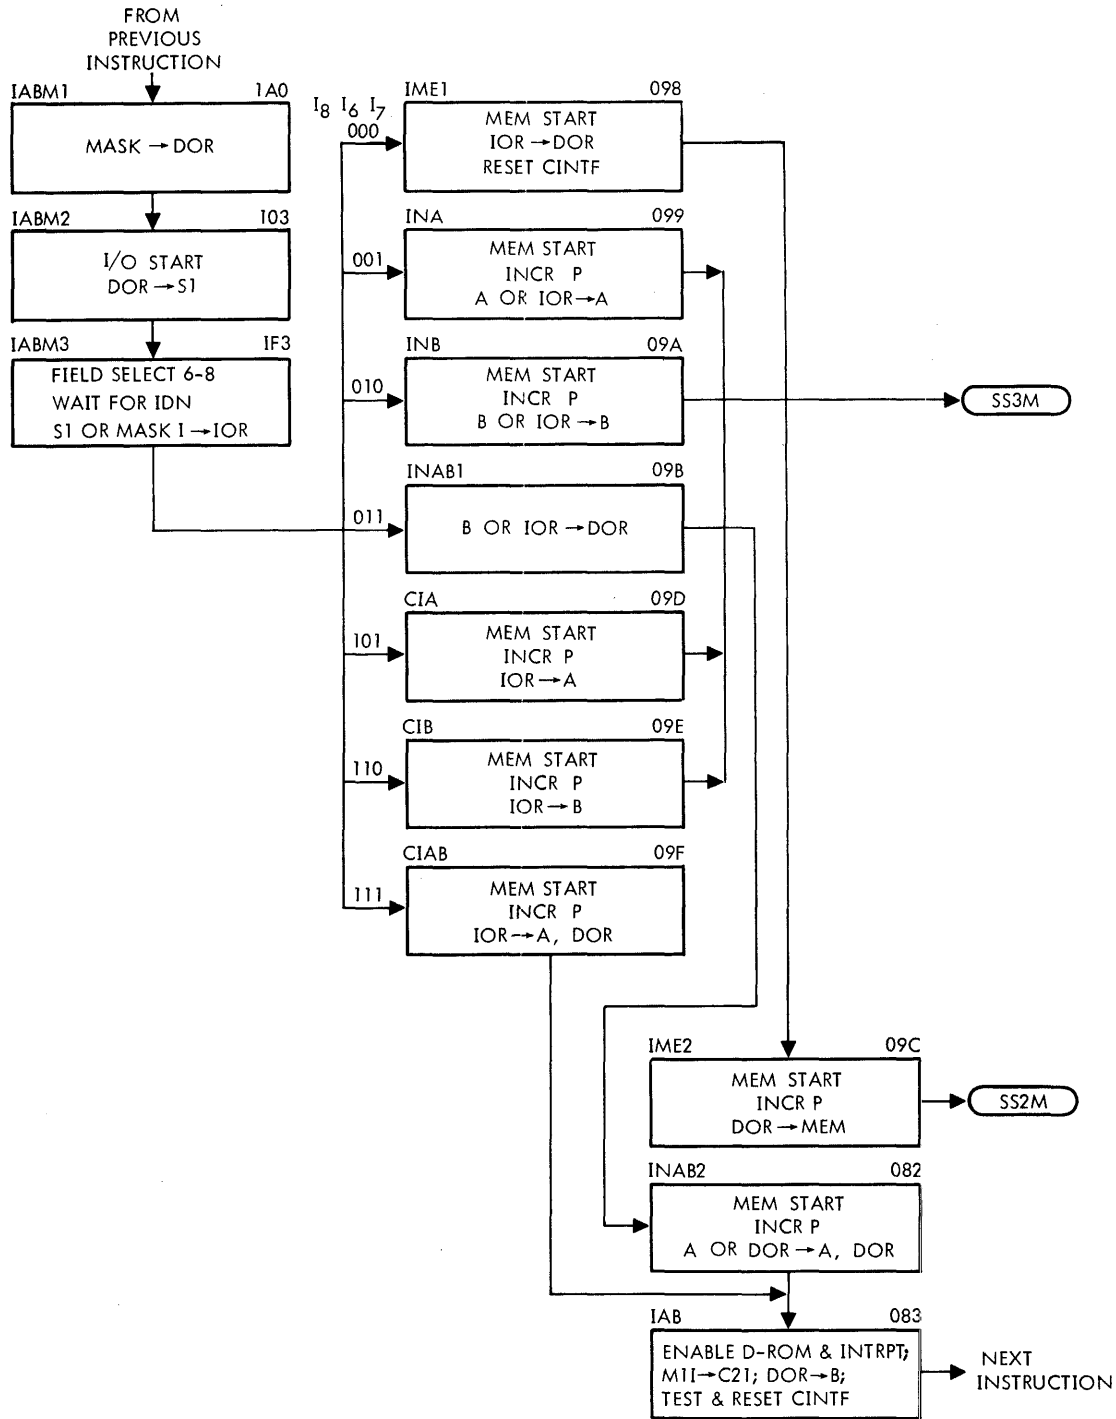 FROM
PREVIOUS
INSTRUCTION
IABM1 1A0
MASK → DOR
IABM2 103
I/O START
DOR → S1
IABM3 1F3
FIELD SELECT 6-8
WAIT FOR IDN
S1 OR MASK I → IOR
I8 I6 I7
000
IME1 098
MEM START
IOR → DOR
RESET CINTF
001
INA 099
MEM START
INCR P
A OR IOR → A
010
INB 09A
MEM START
INCR P
B OR IOR → B
SS3M
011
INAB1 09B
B OR IOR → DOR
101
CIA 09D
MEM START
INCR P
IOR → A
110
CIB 09E
MEM START
INCR P
IOR → B
111
CIAB 09F
MEM START
INCR P
IOR → A, DOR
IME2 09C
MEM START
INCR P
DOR → MEM
SS2M
INAB2 082
MEM START
INCR P
A OR DOR → A, DOR
IAB 083
ENABLE D-ROM & INTRPT;
M1I → C21; DOR → B;
TEST & RESET CINTF
NEXT
INSTRUCTION